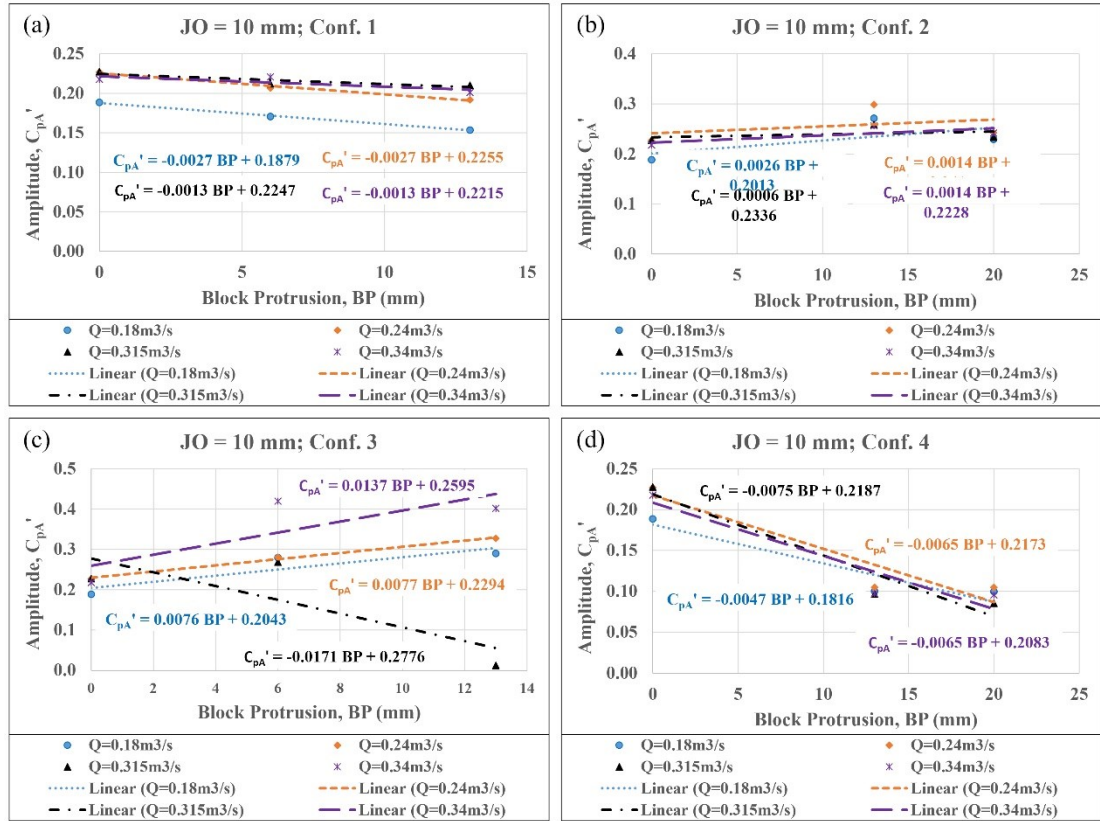 (a)
JO = 10 mm; Conf. 1
Amplitude, CpA'
0.25
0.20
0.15
0.10
0.05
0.00
CpA' = -0.0027 BP + 0.1879
CpA' = -0.0027 BP + 0.2255
CpA' = -0.0013 BP + 0.2247
CpA' = -0.0013 BP + 0.2215
0
5
10
15
Block Protrusion, BP (mm)
Q=0.18m3/s
Q=0.24m3/s
Q=0.315m3/s
Q=0.34m3/s
Linear (Q=0.18m3/s)
Linear (Q=0.24m3/s)
Linear (Q=0.315m3/s)
Linear (Q=0.34m3/s)
(b)
JO = 10 mm; Conf. 2
Amplitude, CpA'
0.4
0.3
0.2
0.1
0.0
CpA' = 0.0026 BP +
0.2013
CpA' = 0.0014 BP +
CpA' = 0.0006 BP +
0.2336
CpA' = 0.0014 BP +
0.2228
0
5
10
15
20
25
Block Protrusion, BP (mm)
Q=0.18m3/s
Q=0.24m3/s
Q=0.315m3/s
Q=0.34m3/s
Linear (Q=0.18m3/s)
Linear (Q=0.24m3/s)
Linear (Q=0.315m3/s)
Linear (Q=0.34m3/s)
(c)
JO = 10 mm; Conf. 3
Amplitude, CpA'
0.5
0.4
0.3
0.2
0.1
0.0
CpA' = 0.0137 BP + 0.2595
CpA' = 0.0077 BP + 0.2294
CpA' = 0.0076 BP + 0.2043
CpA' = -0.0171 BP + 0.2776
0
2
4
6
8
10
12
14
Block Protrusion, BP (mm)
Q=0.18m3/s
Q=0.24m3/s
Q=0.315m3/s
Q=0.34m3/s
Linear (Q=0.18m3/s)
Linear (Q=0.24m3/s)
Linear (Q=0.315m3/s)
Linear (Q=0.34m3/s)
(d)
JO = 10 mm; Conf. 4
Amplitude, CpA'
0.25
0.20
0.15
0.10
0.05
0.00
CpA' = -0.0075 BP + 0.2187
CpA' = -0.0065 BP + 0.2173
CpA' = -0.0047 BP + 0.1816
CpA' = -0.0065 BP + 0.2083
0
5
10
15
20
25
Block Protrusion, BP (mm)
Q=0.18m3/s
Q=0.24m3/s
Q=0.315m3/s
Q=0.34m3/s
Linear (Q=0.18m3/s)
Linear (Q=0.24m3/s)
Linear (Q=0.315m3/s)
Linear (Q=0.34m3/s)